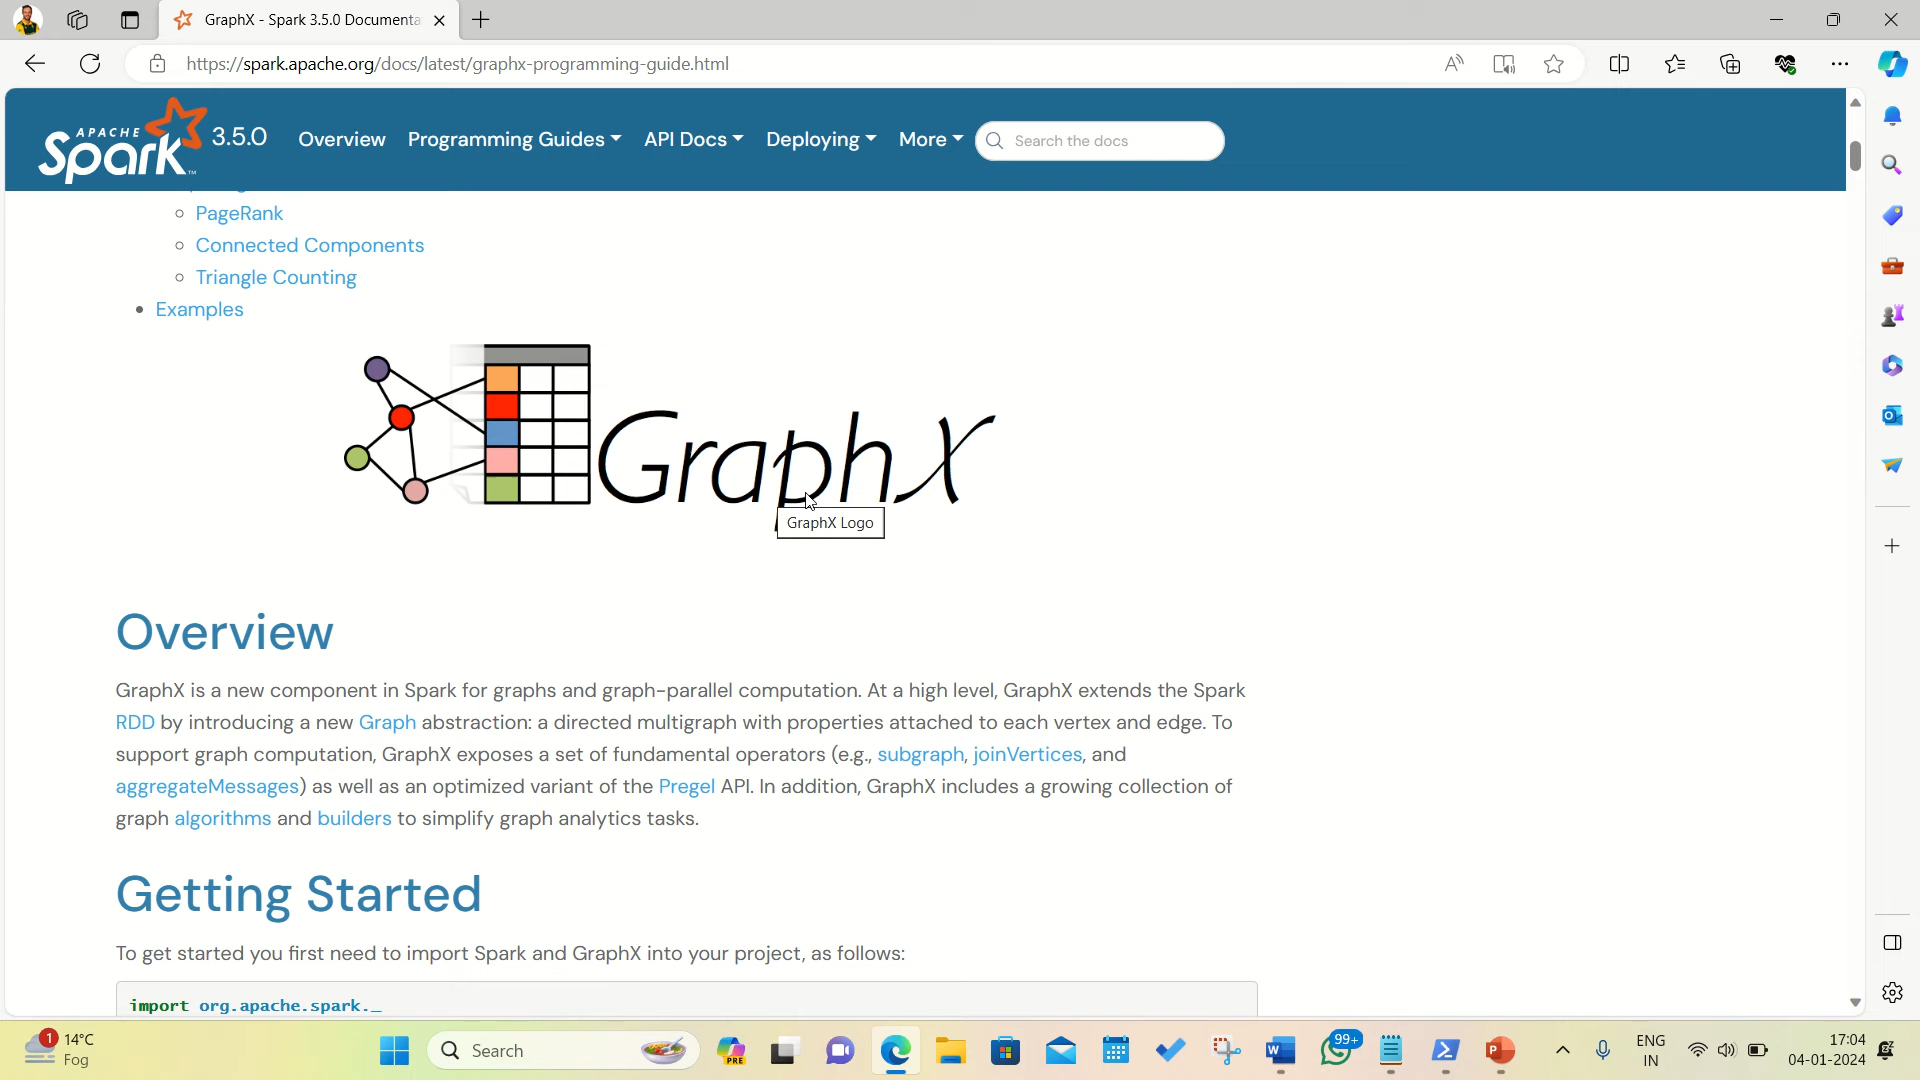 GraphX - Spark 3.5.0 Documenta
https://spark.apache.org/docs/latest/graphx-programming-guide.html
APACHE Spark™ 3.5.0 Overview Programming Guides API Docs Deploying More Search the docs
PageRank
Connected Components
Triangle Counting
Examples
GraphX
GraphX Logo
Overview
GraphX is a new component in Spark for graphs and graph-parallel computation. At a high level, GraphX extends the Spark
RDD by introducing a new Graph abstraction: a directed multigraph with properties attached to each vertex and edge. To
support graph computation, GraphX exposes a set of fundamental operators (e.g., subgraph, joinVertices, and
aggregateMessages) as well as an optimized variant of the Pregel API. In addition, GraphX includes a growing collection of
graph algorithms and builders to simplify graph analytics tasks.
Getting Started
To get started you first need to import Spark and GraphX into your project, as follows:
import org.apache.spark._
1 14°C
Fog
Search
PRE
99+
ENG
IN
17:04
04-01-2024